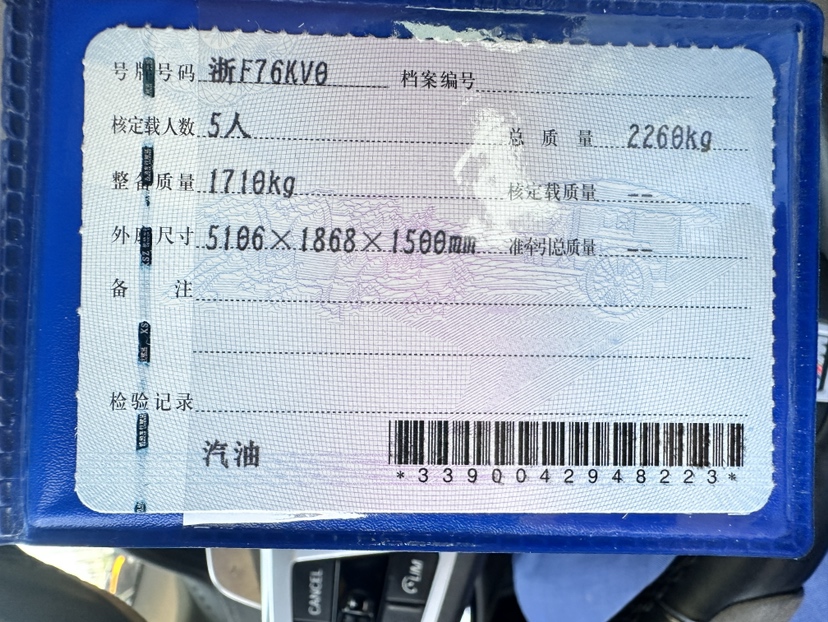 号牌号码 浙F76KV0 档案编号
核定载人数 5人 总质量 2260kg
整备质量 1710kg 核定载质量 --
外廓尺寸 5106×1868×1500mm 准牵引总质量 --
备注
检验记录
汽油
*3390042948223*
CANCEL
LIM